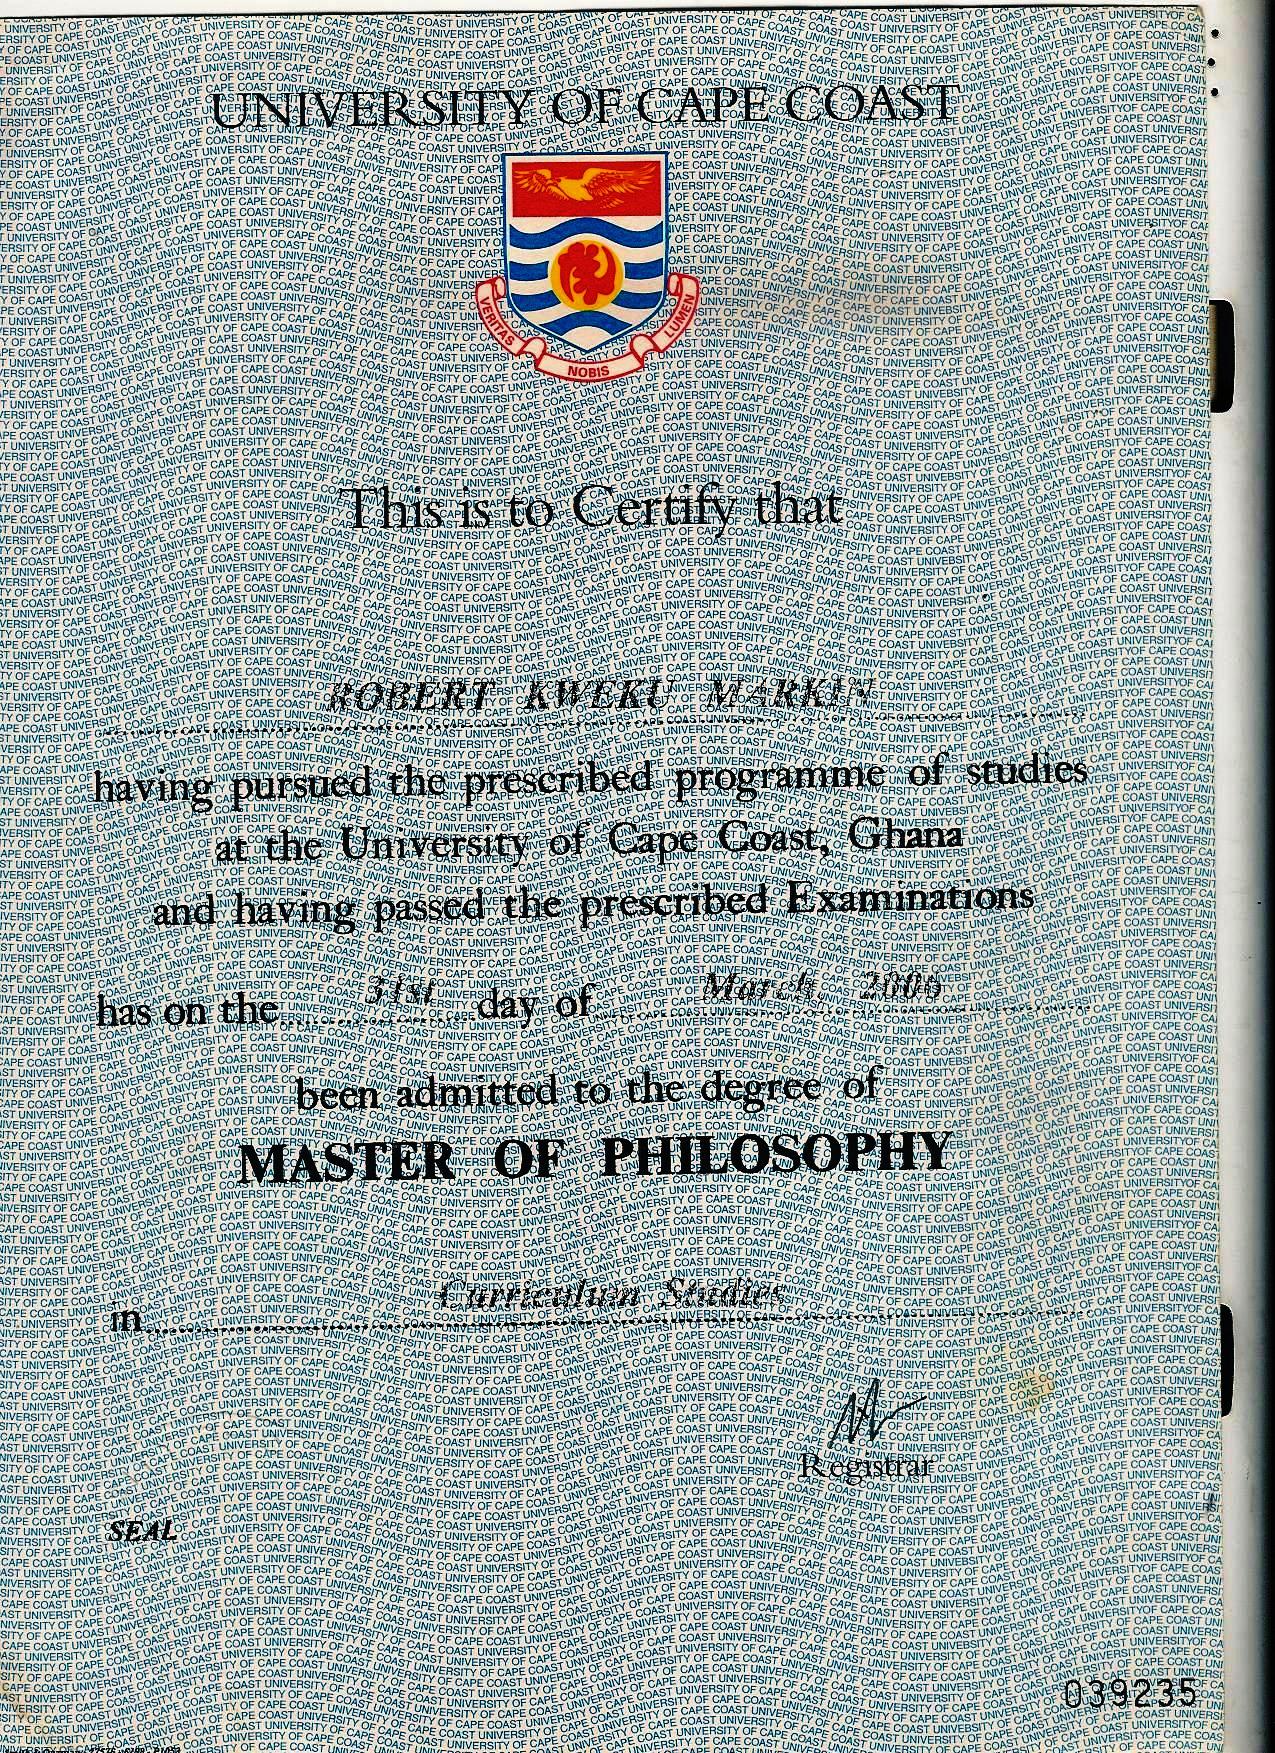 UNIVERSITY OF CAPE COAST
VERITAS NOBIS LUMEN
This is to Certify that
ROBERT KWEKU MARKIN
having pursued the prescribed programme of studies
at the University of Cape Coast, Ghana
and having passed the prescribed Examinations
has on the 31st day of March,
been admitted to the degree of
MASTER OF PHILOSOPHY
in Curriculum Studies
Registrar
SEAL
039235